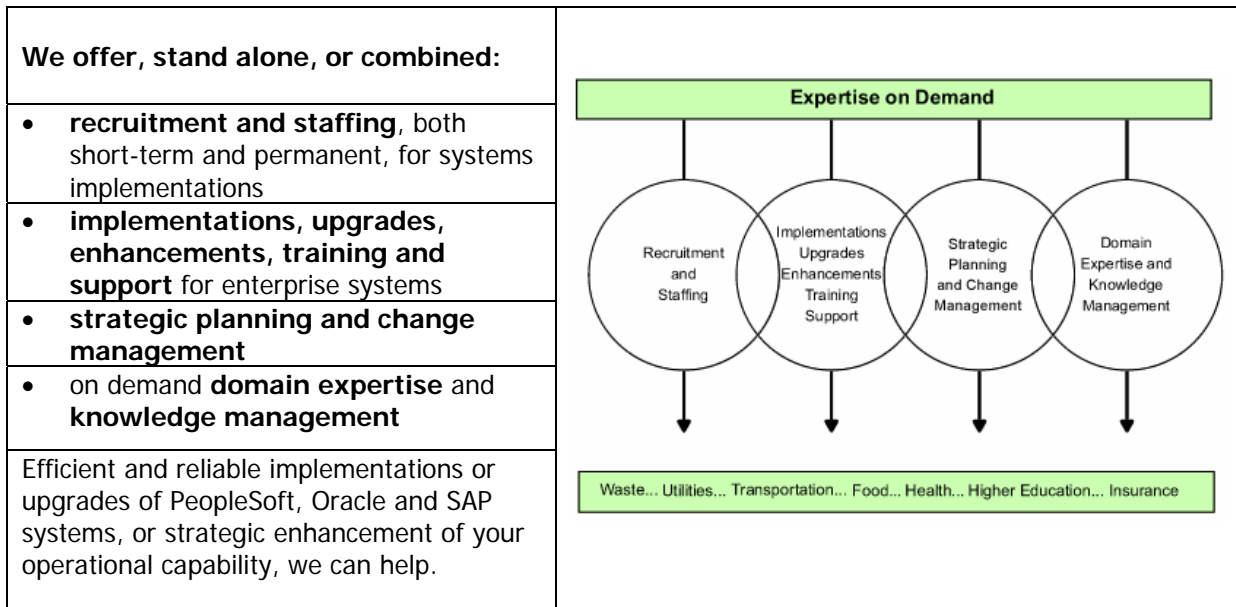 We offer, stand alone, or combined:
• recruitment and staffing, both
short-term and permanent, for systems
implementations
• implementations, upgrades,
enhancements, training and
support for enterprise systems
• strategic planning and change
management
• on demand domain expertise and
knowledge management
Efficient and reliable implementations or
upgrades of PeopleSoft, Oracle and SAP
systems, or strategic enhancement of your
operational capability, we can help.
Expertise on Demand
Recruitment
and
Staffing
Implementations
Upgrades
Enhancements
Training
Support
Strategic
Planning
and Change
Management
Domain
Expertise and
Knowledge
Management
Waste... Utilities... Transportation... Food... Health... Higher Education... Insurance